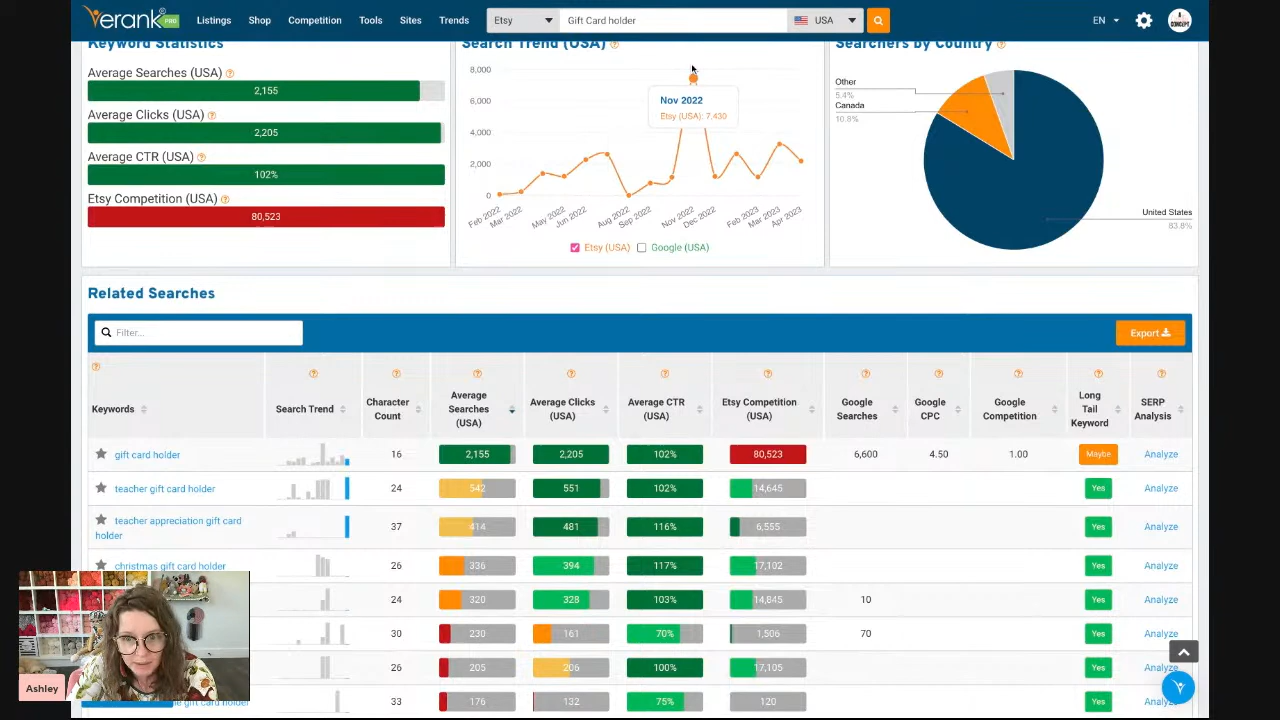 erank PRO
Listings
Shop
Competition
Tools
Sites
Trends
Etsy
Gift Card holder
USA
EN
Keyword Statistics
Average Searches (USA)
2,155
Average Clicks (USA)
2,205
Average CTR (USA)
102%
Etsy Competition (USA)
80,523
Search Trend (USA)
8,000
6,000
4,000
2,000
0
Nov 2022
Etsy (USA): 7,430
Feb 2022
Mar 2022
May 2022
Jun 2022
Aug 2022
Sep 2022
Nov 2022
Dec 2022
Feb 2023
Mar 2023
Apr 2023
Etsy (USA)
Google (USA)
Searchers by Country
Other
5.4%
Canada
10.8%
United States
83.8%
Related Searches
Filter...
Export
Keywords
Search Trend
Character
Count
Average
Searches
(USA)
Average Clicks
(USA)
Average CTR
(USA)
Etsy Competition
(USA)
Google
Searches
Google
CPC
Google
Competition
Long
Tail
Keyword
SERP
Analysis
gift card holder 16 2,155 2,205 102% 80,523 6,600 4.50 1.00 Maybe Analyze
teacher gift card holder 24 542 551 102% 14,645 Yes Analyze
teacher appreciation gift card
holder 37 414 481 116% 6,555 Yes Analyze
christmas gift card holder 26 336 394 117% 17,102 Yes Analyze
24 320 328 103% 14,845 10 Yes Analyze
30 230 161 70% 1,506 70 Yes Analyze
26 205 206 100% 17,105 Yes Analyze
gift card holder 33 176 132 75% 120 Yes Analyze
Ashley